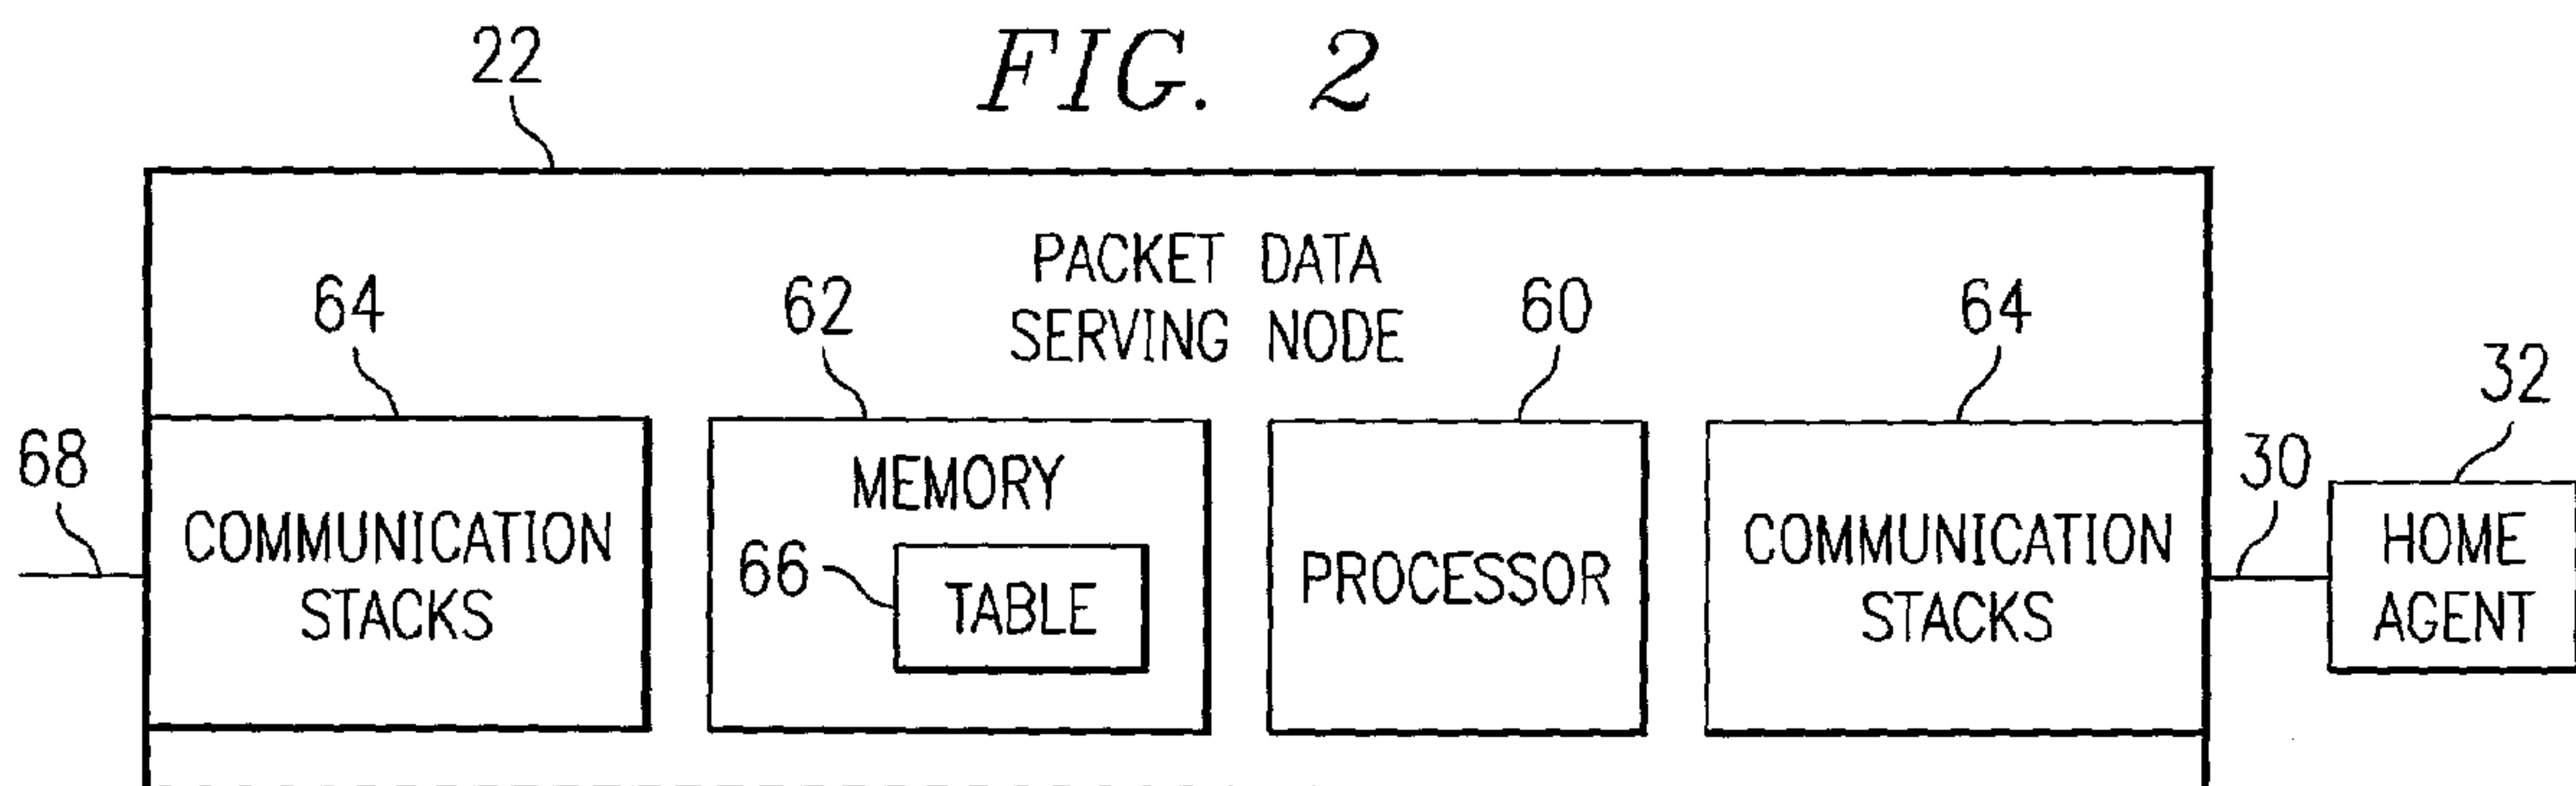 FIG. 2
22
PACKET DATA
SERVING NODE
64
62
60
64
32
68
30
COMMUNICATION
STACKS
MEMORY
66
TABLE
PROCESSOR
COMMUNICATION
STACKS
HOME
AGENT